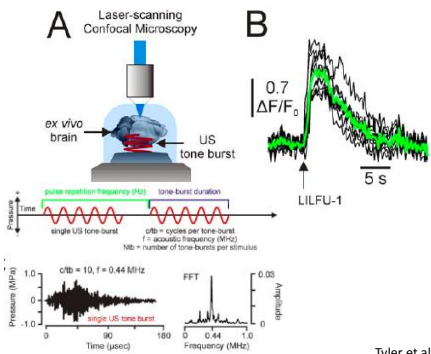 A
Laser-scanning
Confocal Microscopy
ex vivo
brain
US
tone burst
B
0.7
ΔF/F₀
5 s
LILFU-1
pulse repetition frequency (Hz)
tone-burst duration
Pressure
- +
Time
single US tone-burst
c/tb = cycles per tone-burst
f = acoustic frequency (MHz)
Ntb = number of tone-bursts per stimulus
c/tb = 10, f = 0.44 MHz
FFT
Pressure (MPa)
1.0
0
-1.0
single US tone burst
0 90 180
Time (μsec)
0.03
0
Amplitude
0 0.44 1.0
Frequency (MHz)
Tyler et al